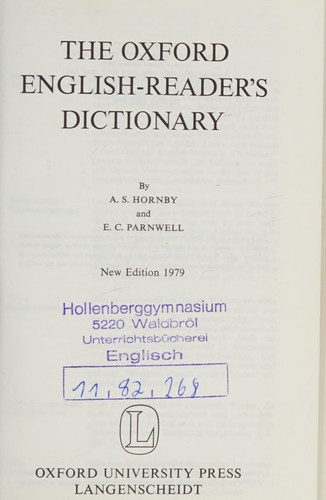 THE OXFORD
ENGLISH-READER'S
DICTIONARY
By
A. S. HORNBY
and
E. C. PARNWELL
New Edition 1979
Hollenberggymnasium
5220 Waldbröl
Unterrichtsbücherei
Englisch
11, 82, 269
L
OXFORD UNIVERSITY PRESS
LANGENSCHEIDT